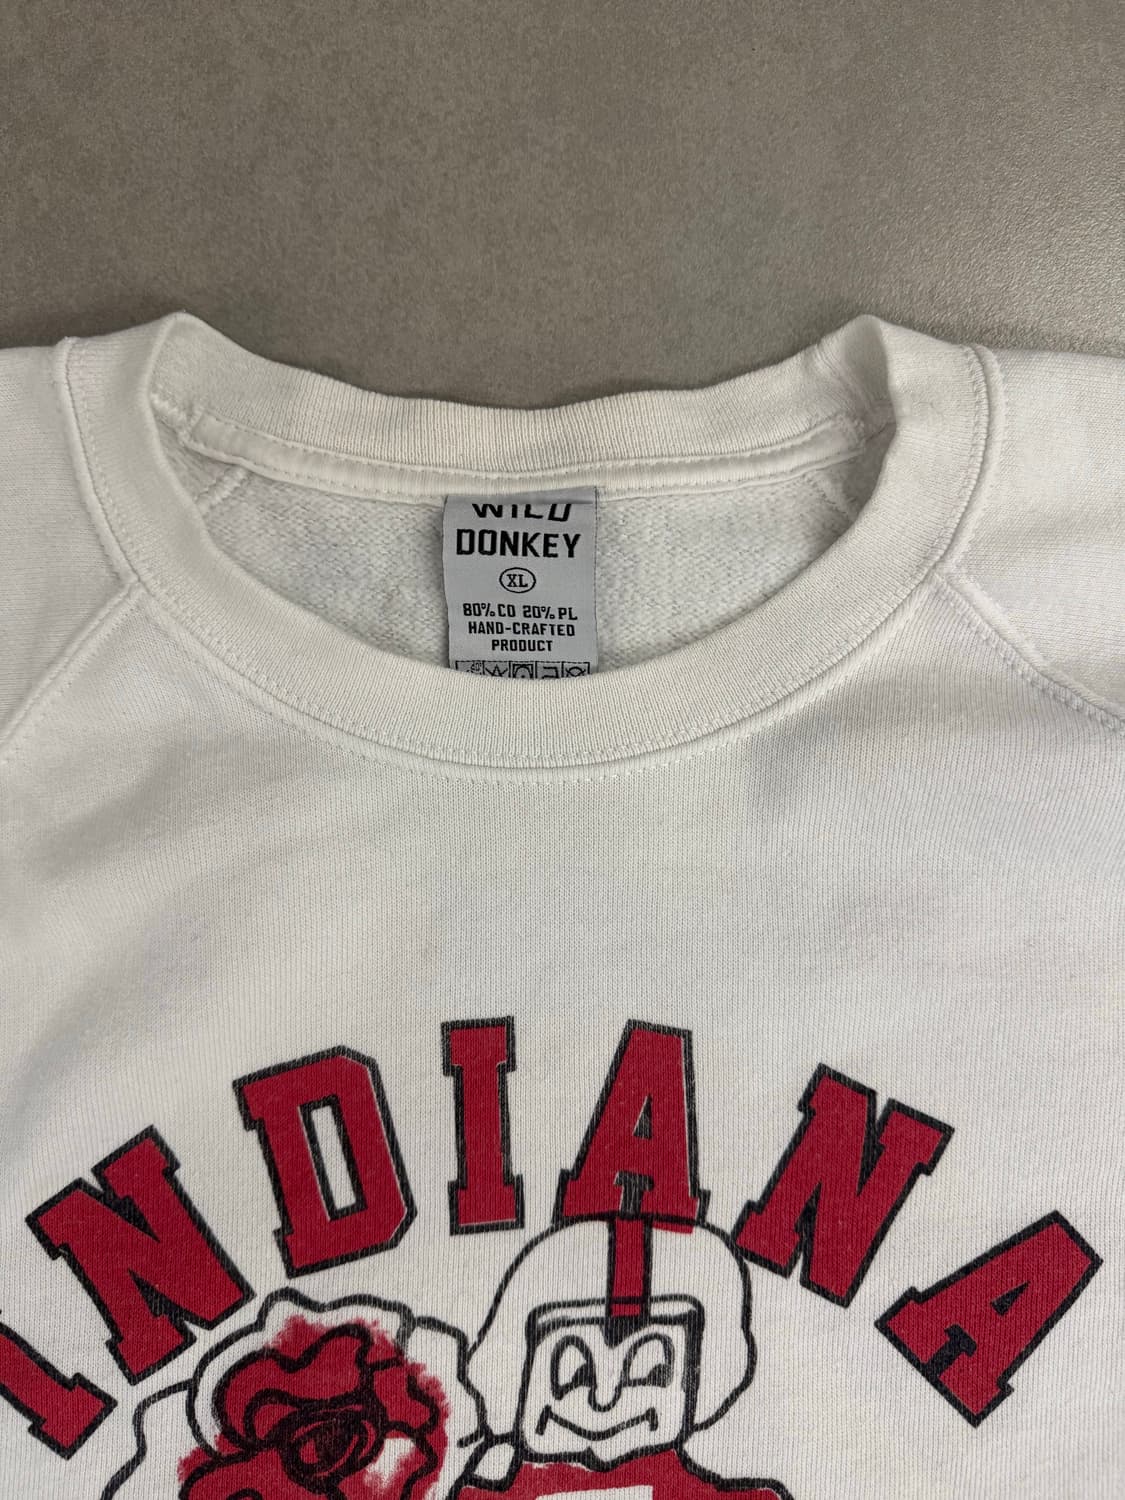 WILD
DONKEY
XL
80% CO 20% PL
HAND-CRAFTED
PRODUCT
INDIANA